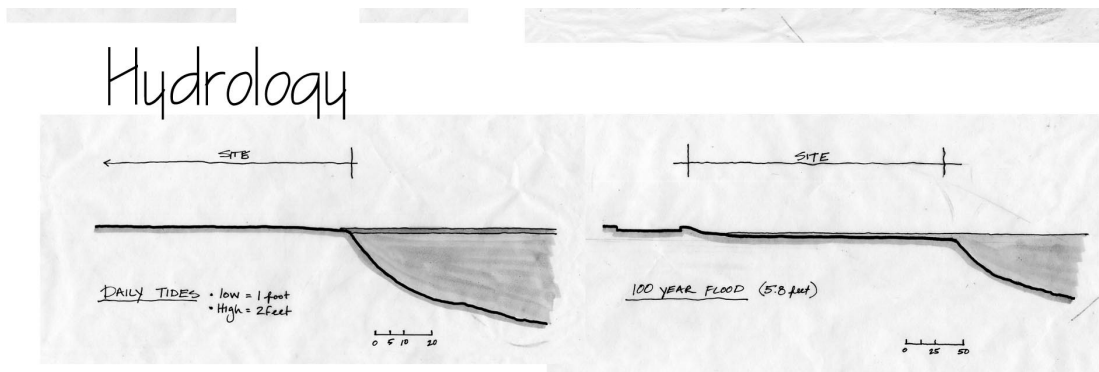 Hydrology
SITE
SITE
DAILY TIDES • low = 1 foot
• High = 2 feet
0 5 10 20
100 YEAR FLOOD (5.8 feet)
0 25 50